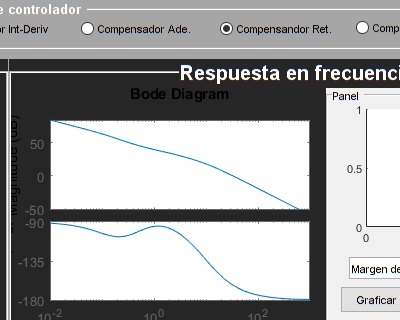 e controlador
or Int-Deriv
Compensador Ade.
Compensandor Ret.
Comp
Respuesta en frecuenci
Bode Diagram
Panel
Magnitude (dB)
50
0
-50
-90
-135
-180
10^-2
10^0
10^2
1
0.5
0
0
Margen de
Graficar